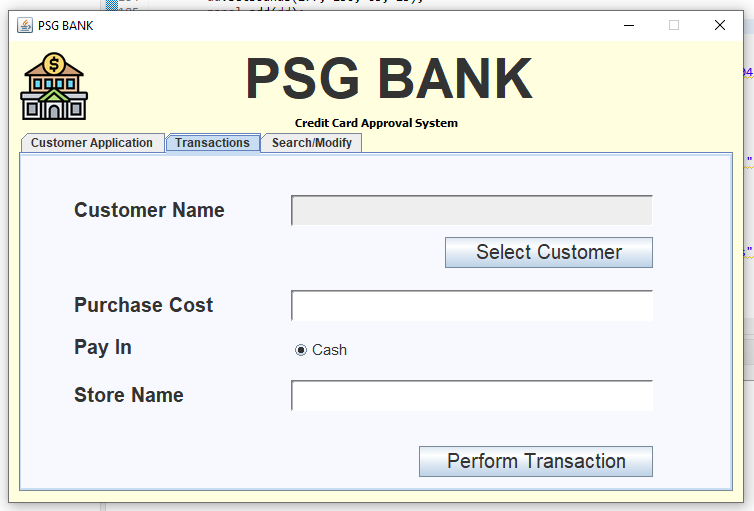 PSG BANK
$
PSG BANK
Credit Card Approval System
Customer Application Transactions Search/Modify
Customer Name
Select Customer
Purchase Cost
Pay In Cash
Store Name
Perform Transaction